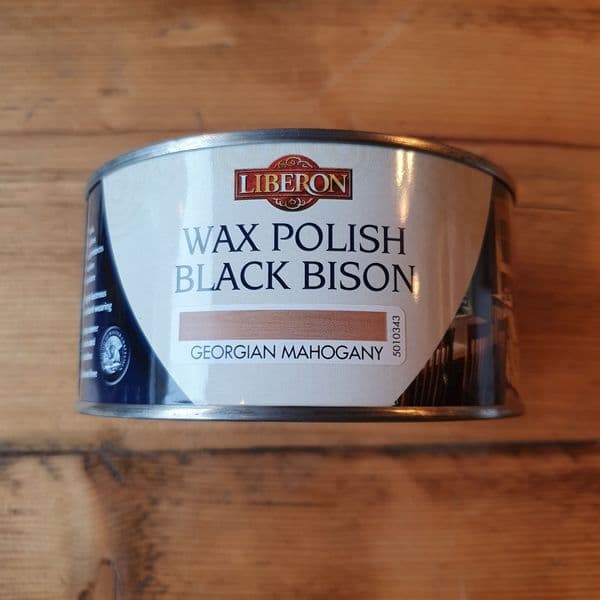 LIBERON
WAX POLISH
BLACK BISON
GEORGIAN MAHOGANY
5010343